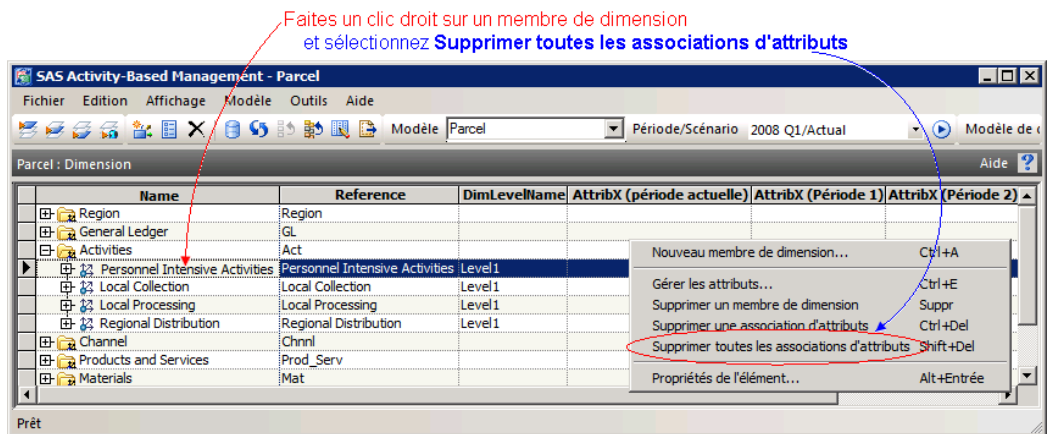 Faites un clic droit sur un membre de dimension
et sélectionnez Supprimer toutes les associations d'attributs
SAS Activity-Based Management - Parcel
Fichier Edition Affichage Modèle Outils Aide
Modèle Parcel Période/Scénario 2008 Q1/Actual Modèle de
Parcel : Dimension Aide ?
Name Reference DimLevelName AttribX (période actuelle) AttribX (Période 1) AttribX (Période 2)
Region Region
General Ledger GL
Activities Act
Personnel Intensive Activities Personnel Intensive Activities Level1
Local Collection Local Collection Level1
Local Processing Local Processing Level1
Regional Distribution Regional Distribution Level1
Channel Chnnl
Products and Services Prod_Serv
Materials Mat
Nouveau membre de dimension... Ctrl+A
Gérer les attributs... Ctrl+E
Supprimer un membre de dimension Suppr
Supprimer une association d'attributs Ctrl+Del
Supprimer toutes les associations d'attributs Shift+Del
Propriétés de l'élément... Alt+Entrée
Prêt